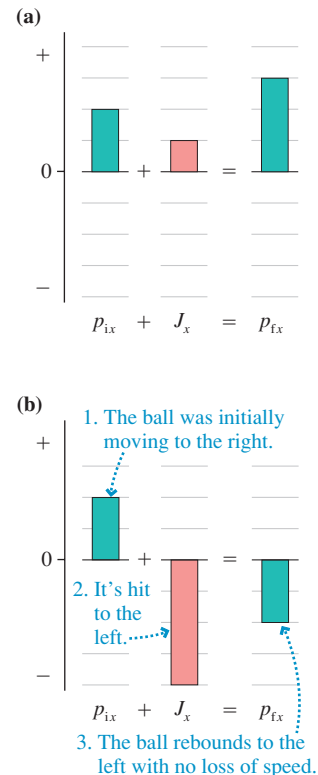 (a)
+
0 + =
−
pix + Jx = pfx
(b)
1. The ball was initially
moving to the right.
+
0 + =
2. It’s hit
to the
left.
−
pix + Jx = pfx
3. The ball rebounds to the
left with no loss of speed.